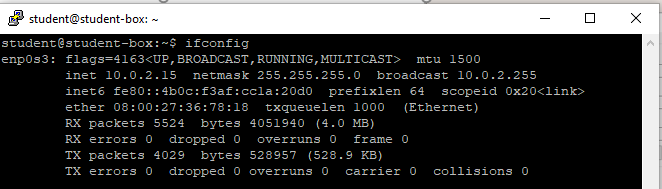 student@student-box: ~
student@student-box:~$ ifconfig
enp0s3: flags=4163<UP,BROADCAST,RUNNING,MULTICAST>  mtu 1500
        inet 10.0.2.15  netmask 255.255.255.0  broadcast 10.0.2.255
        inet6 fe80::4b0c:f3af:cc1a:20d0  prefixlen 64  scopeid 0x20<link>
        ether 08:00:27:36:78:18  txqueuelen 1000  (Ethernet)
        RX packets 5524  bytes 4051940 (4.0 MB)
        RX errors 0  dropped 0  overruns 0  frame 0
        TX packets 4029  bytes 528957 (528.9 KB)
        TX errors 0  dropped 0 overruns 0  carrier 0  collisions 0